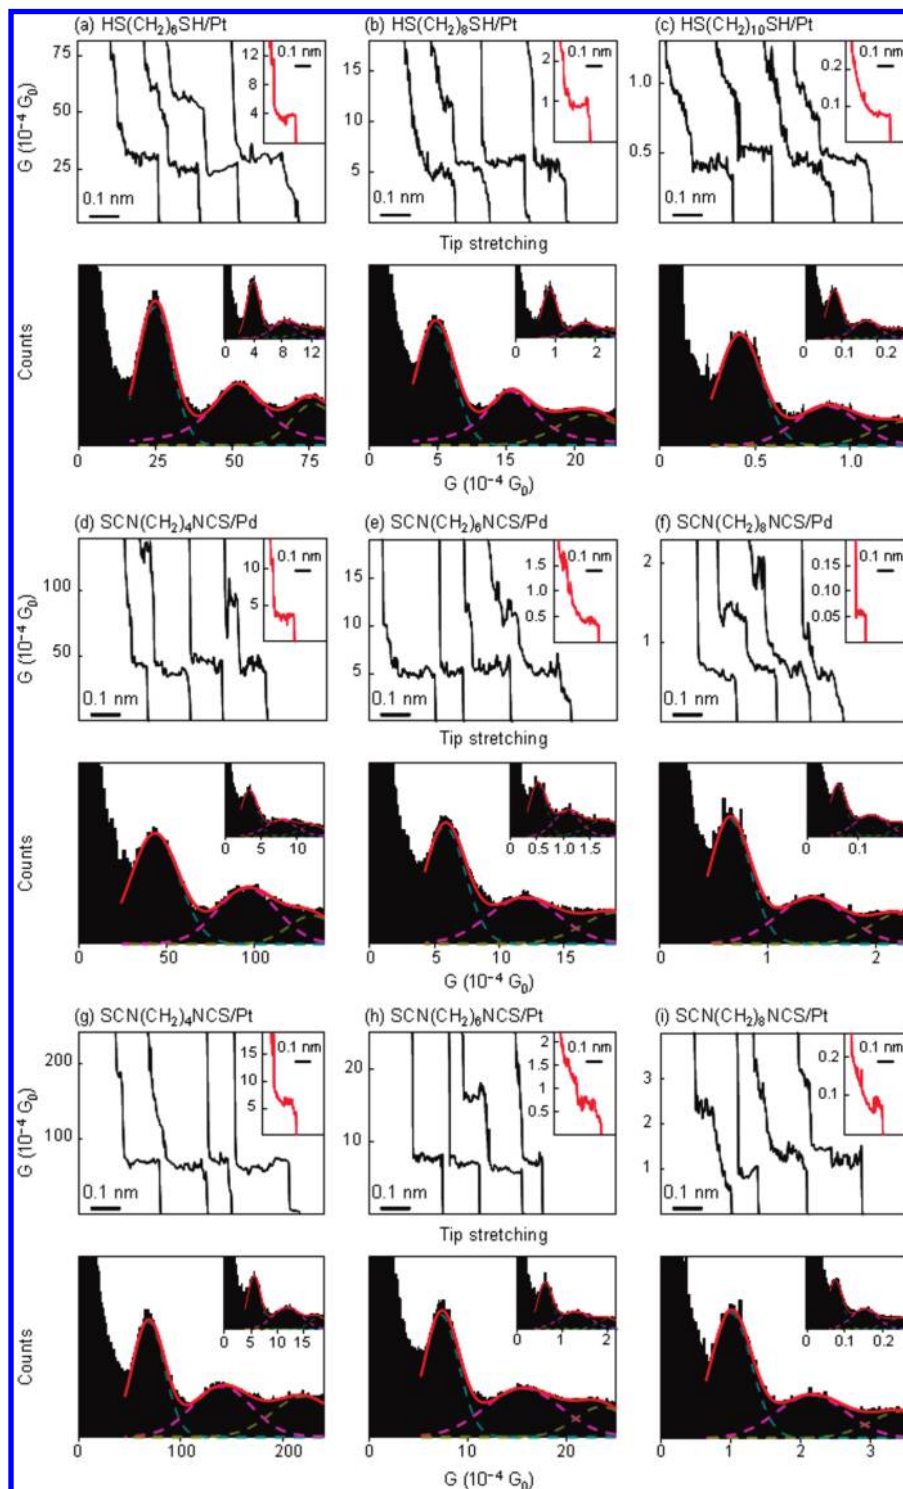 (a) HS(CH₂)₆SH/Pt
(b) HS(CH₂)₈SH/Pt
(c) HS(CH₂)₁₀SH/Pt
G (10⁻⁴ G₀)
75
50
25
0.1 nm
12
8
4
0.1 nm
15
10
5
0.1 nm
2
1
0.1 nm
1.0
0.5
0.1 nm
0.2
0.1
0.1 nm
Tip stretching
Counts
0 4 8 12
0 25 50 75
0 1 2
0 5 15 20
0 0.1 0.2
0 0.5 1.0
G (10⁻⁴ G₀)
(d) SCN(CH₂)₄NCS/Pd
(e) SCN(CH₂)₆NCS/Pd
(f) SCN(CH₂)₈NCS/Pd
G (10⁻⁴ G₀)
100
50
0.1 nm
10
5
0.1 nm
15
10
5
0.1 nm
1.5
1.0
0.5
0.1 nm
2
1
0.1 nm
0.15
0.10
0.05
0.1 nm
Tip stretching
Counts
0 5 10
0 50 100
0 0.5 1.0 1.5
0 5 10 15
0 0.1
0 1 2
G (10⁻⁴ G₀)
(g) SCN(CH₂)₄NCS/Pt
(h) SCN(CH₂)₆NCS/Pt
(i) SCN(CH₂)₈NCS/Pt
G (10⁻⁴ G₀)
200
100
0.1 nm
15
10
5
0.1 nm
20
10
0.1 nm
2
1.5
1
0.5
0.1 nm
3
2
1
0.1 nm
0.2
0.1
0.1 nm
Tip stretching
Counts
0 5 10 15
0 100 200
0 1 2
0 10 20
0 0.1 0.2
0 1 2 3
G (10⁻⁴ G₀)